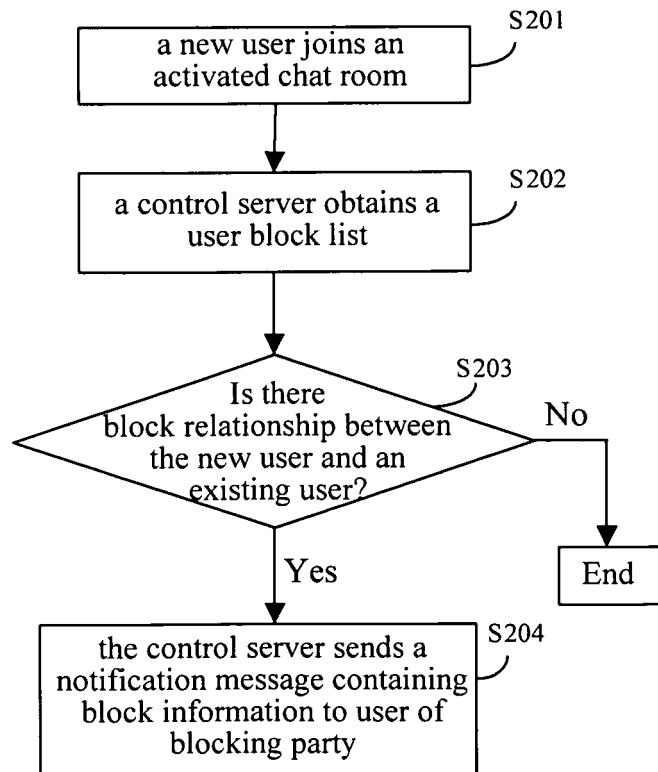 S201
a new user joins an
activated chat room
S202
a control server obtains a
user block list
S203
Is there
block relationship between
the new user and an
existing user?
No
Yes
End
S204
the control server sends a
notification message containing
block information to user of
blocking party